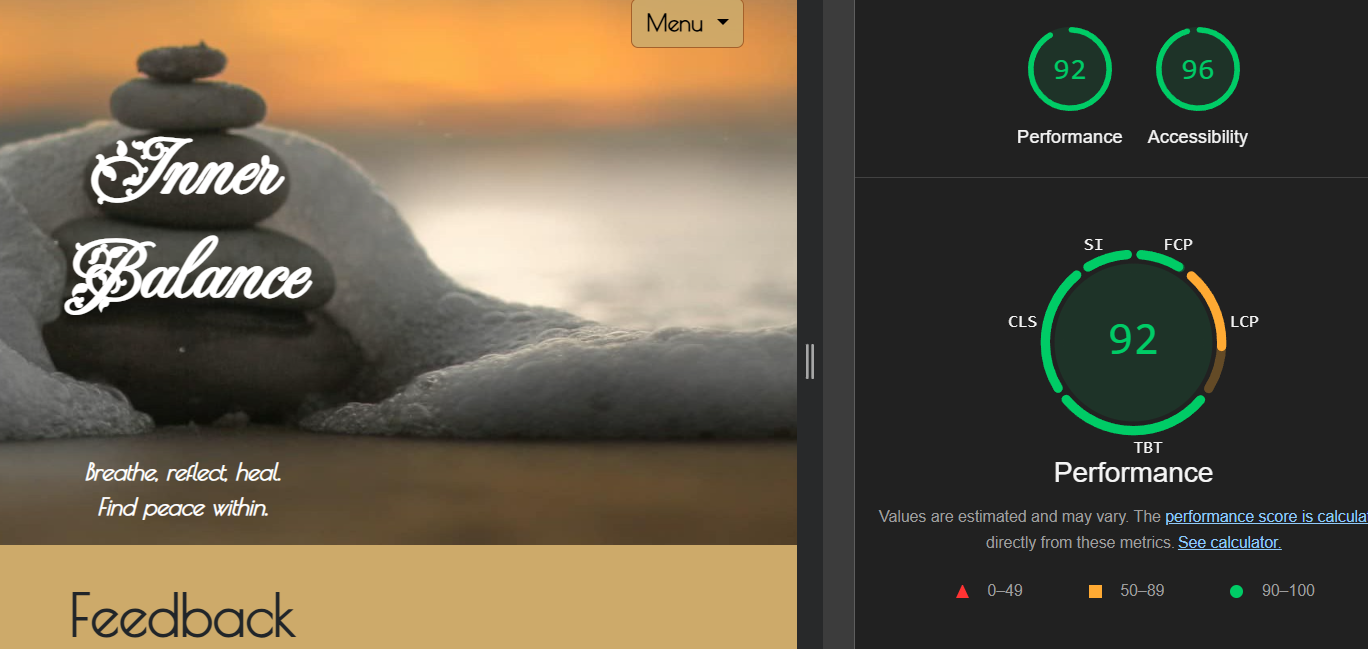 Menu
Inner
Balance
Breathe, reflect, heal.
Find peace within.
Feedback
92
96
Performance
Accessibility
SI
FCP
CLS
LCP
92
TBT
Performance
Values are estimated and may vary. The performance score is calcula
directly from these metrics. See calculator.
0–49
50–89
90–100